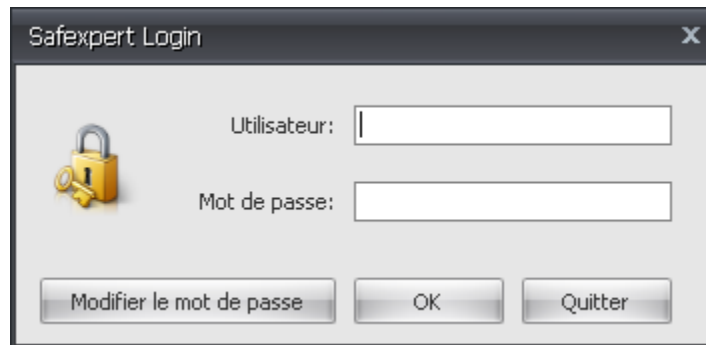 Safexpert Login
Utilisateur:
Mot de passe:
Modifier le mot de passe OK Quitter